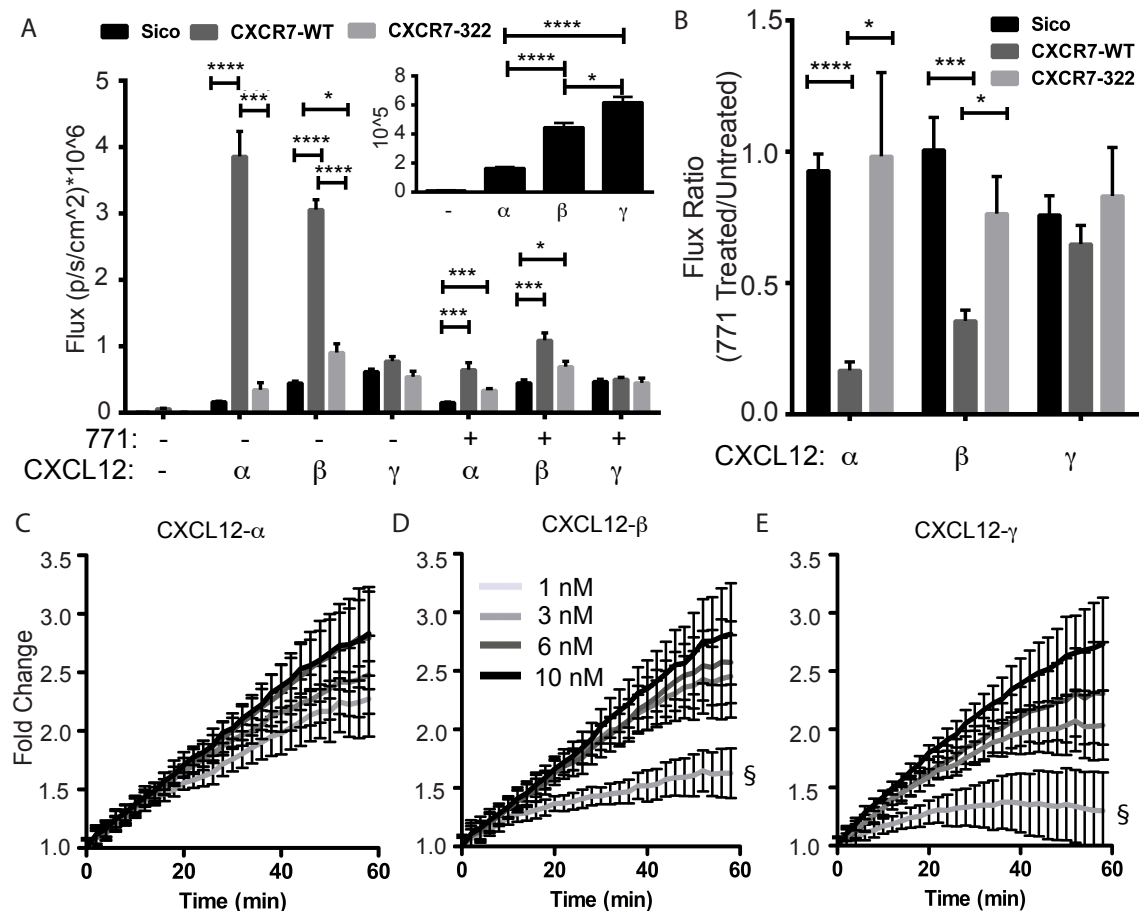 A
Sico CXCR7-WT CXCR7-322
**** **** * ****
**** *** * **** ****
10^5
8
6
4
2
0
- α β γ
Flux (p/s/cm^2)*10^6
5
4
3
2
1
0
*** *** * ***
771: - - - - + + +
CXCL12: - α β γ α β γ
B
Sico
CXCR7-WT
CXCR7-322
**** * *** *
Flux Ratio
(771 Treated/Untreated)
1.5
1.0
0.5
0.0
CXCL12: α β γ
C
CXCL12-α
Fold Change
3.5
3.0
2.5
2.0
1.5
1.0
0 20 40 60
Time (min)
D
CXCL12-β
1 nM
3 nM
6 nM
10 nM
3.5
3.0
2.5
2.0
1.5
1.0
§
0 20 40 60
Time (min)
E
CXCL12-γ
3.5
3.0
2.5
2.0
1.5
1.0
§
0 20 40 60
Time (min)